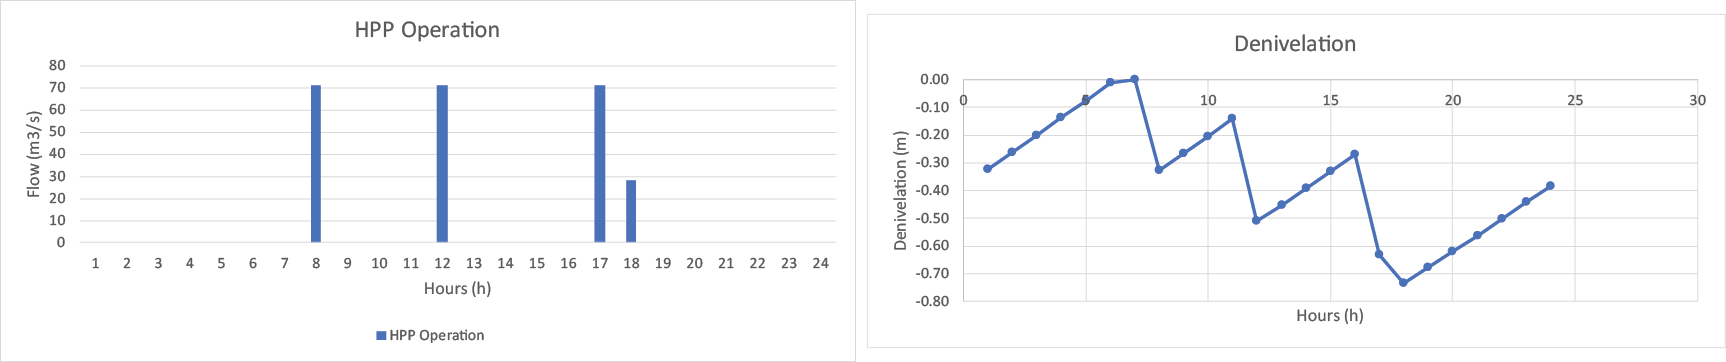 HPP Operation
Flow (m3/s)
80
70
60
50
40
30
20
10
0
1 2 3 4 5 6 7 8 9 10 11 12 13 14 15 16 17 18 19 20 21 22 23 24
Hours (h)
HPP Operation
Denivelation
Denivelation (m)
0.00
-0.10
-0.20
-0.30
-0.40
-0.50
-0.60
-0.70
-0.80
0 5 10 15 20 25 30
Hours (h)